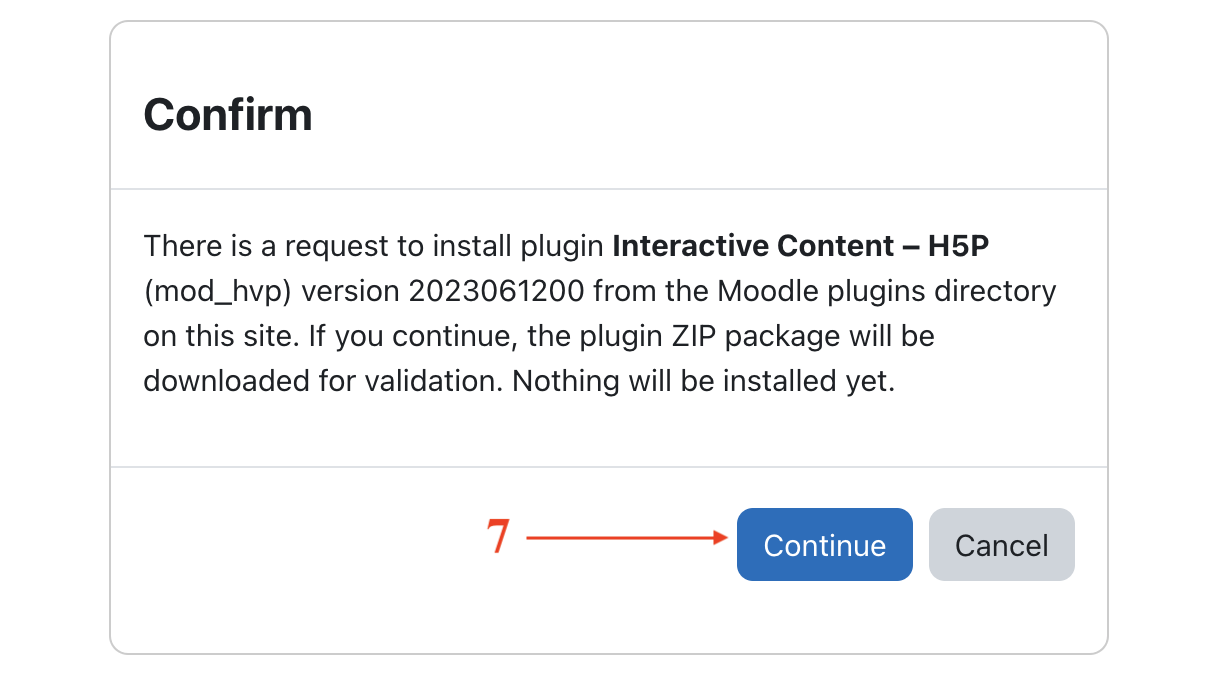 Confirm
There is a request to install plugin Interactive Content – H5P
(mod_hvp) version 2023061200 from the Moodle plugins directory
on this site. If you continue, the plugin ZIP package will be
downloaded for validation. Nothing will be installed yet.
7 Continue Cancel